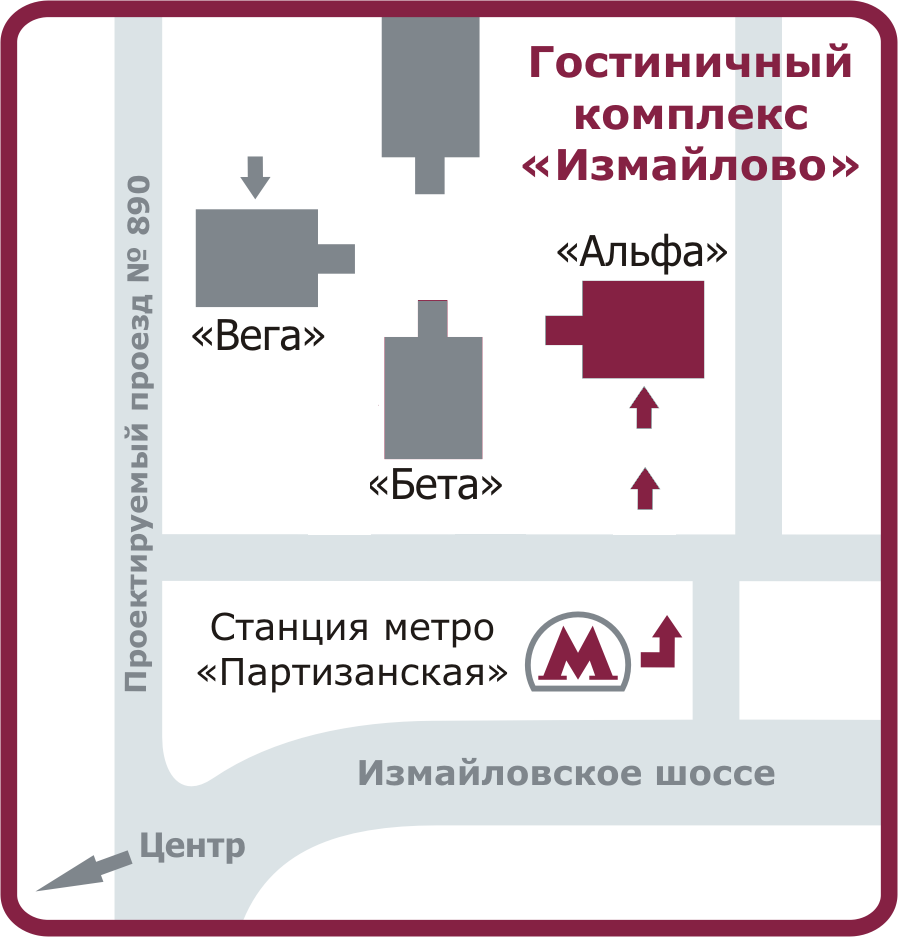 Гостиничный
комплекс
«Измайлово»
«Альфа»
«Вега»
«Бета»
Проектируемый проезд № 890
Станция метро
«Партизанская»
М
Измайловское шоссе
Центр